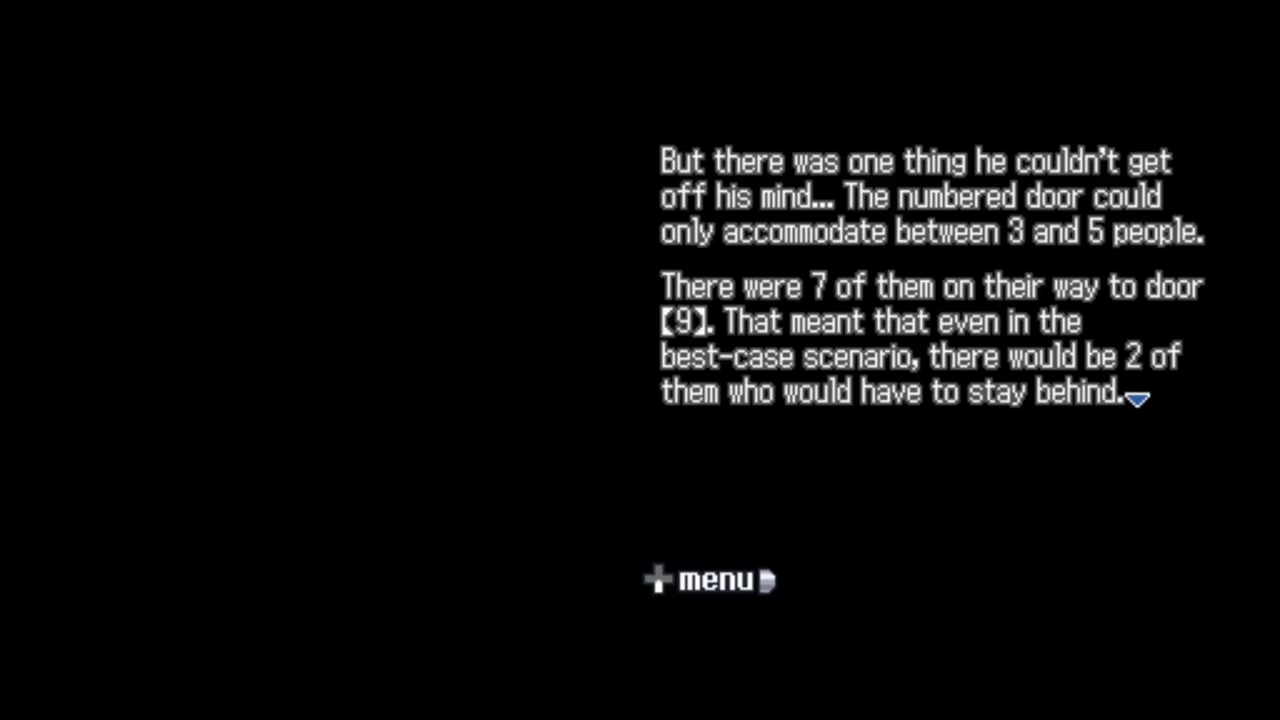 But there was one thing he couldn't get
off his mind... The numbered door could
only accommodate between 3 and 5 people.
There were 7 of them on their way to door
【9】. That meant that even in the
best-case scenario, there would be 2 of
them who would have to stay behind.
menu